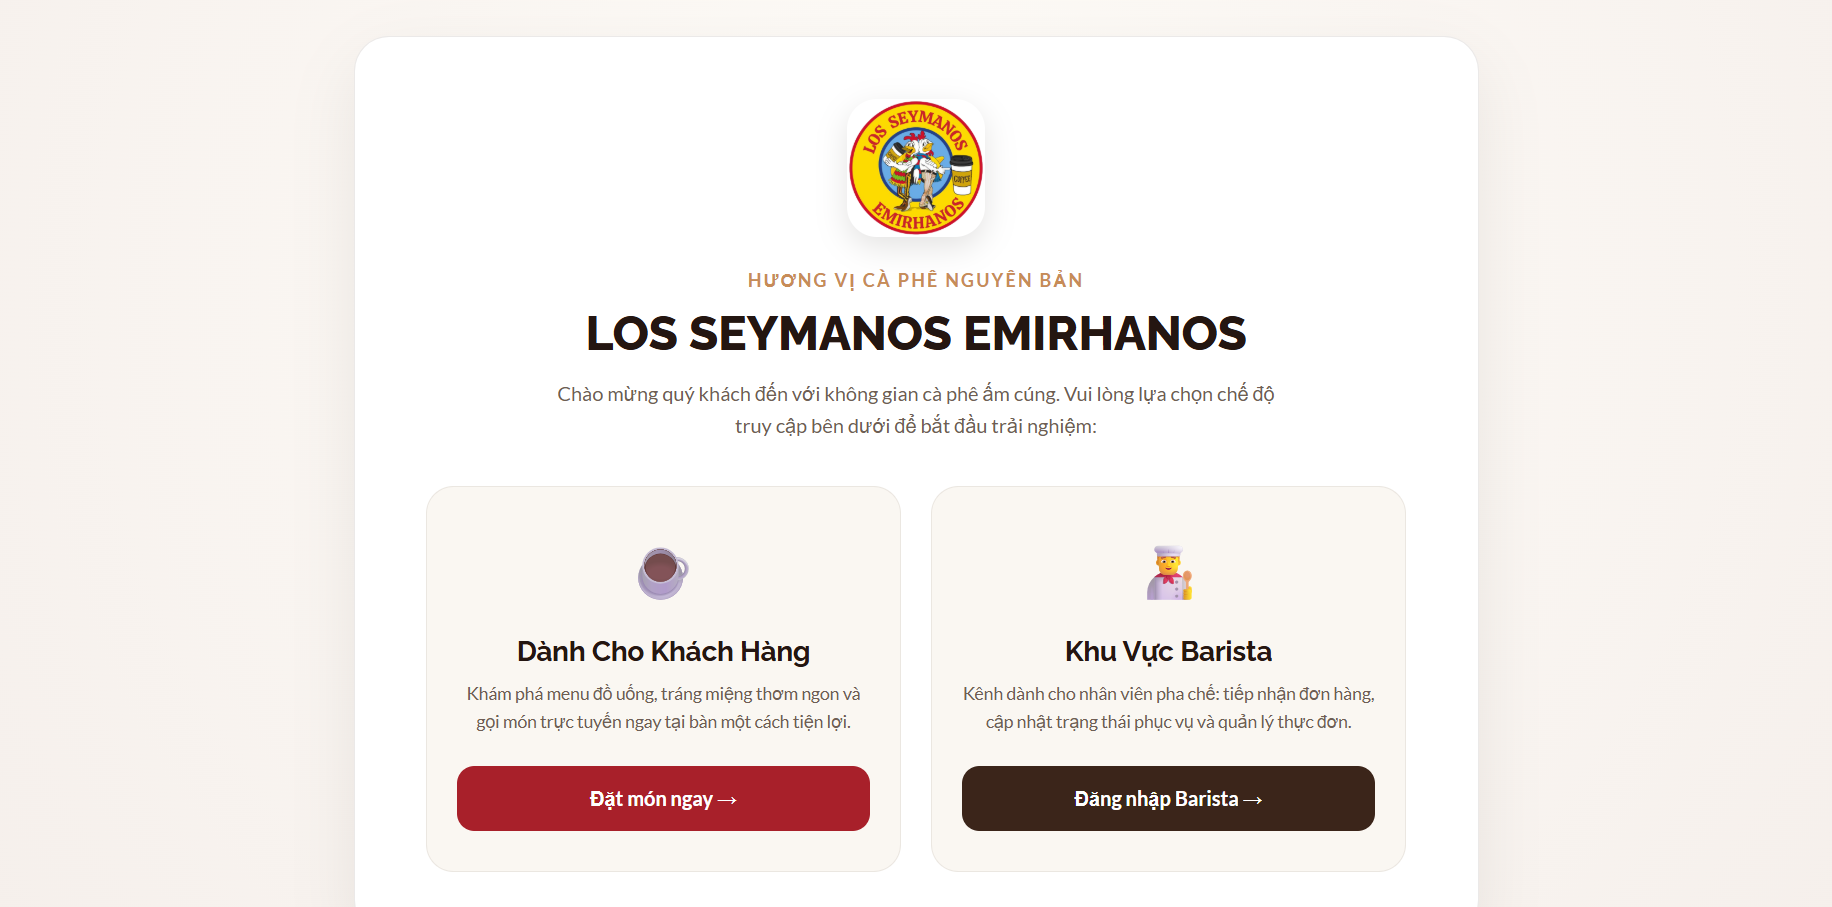 LOS SEYMANOS
COFFEE
EMIRHANOS
HƯƠNG VỊ CÀ PHÊ NGUYÊN BẢN
LOS SEYMANOS EMIRHANOS
Chào mừng quý khách đến với không gian cà phê ấm cúng. Vui lòng lựa chọn chế độ
truy cập bên dưới để bắt đầu trải nghiệm:
Dành Cho Khách Hàng
Khám phá menu đồ uống, tráng miệng thơm ngon và
gọi món trực tuyến ngay tại bàn một cách tiện lợi.
Đặt món ngay →
Khu Vực Barista
Kênh dành cho nhân viên pha chế: tiếp nhận đơn hàng,
cập nhật trạng thái phục vụ và quản lý thực đơn.
Đăng nhập Barista →